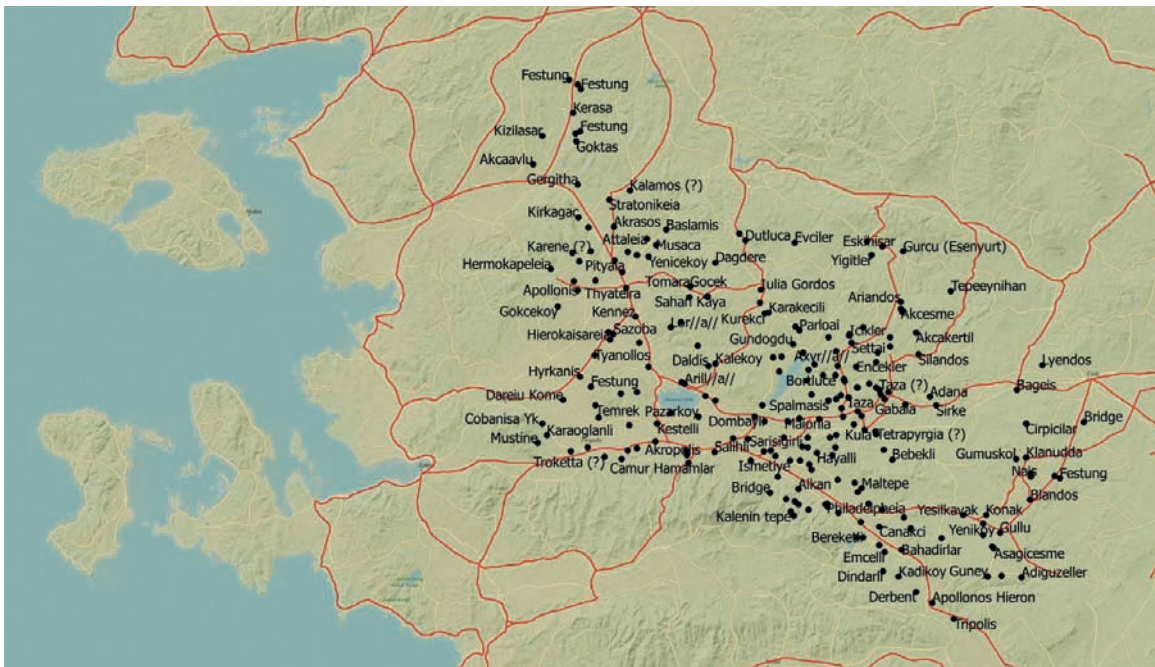 Festung
Festung
Kerasa
Festung
Kizilasar
Goktas
Akcaavlu
Gergitha
Kalamos (?)
Stratonikeia
Kirkagac
Akrasos
Baslamis
Dutluca
Evciler
Eskihisar
Gurcu (Esenyurt)
Attaleia
Musaca
Karene (?)
Yigitler
Yenicekoy
Dagdere
Hermokapeleia
Pityaia
Tomara
Gocek
Julia Gordos
Tepeeynihan
Apollonis
Thyateira
Sahan Kaya
Ariandos
Gokcekoy
Kennez
Karakecili
Akcesme
Kurekci
Hierokaisareia
Sazoba
Parloai
Icikler
Akcakertil
Gundogdu
Settai
Tyanollos
Daldis
Kalekoy
Axyr//a//
Silandos
Encekler
Lyendos
Hyrkanis
Festung
Arill//a//
Bortluce
Taza (?)
Adana
Bageis
Dareiu Kome
Spalmasis
Taza
Sirke
Temrek
Pazarkoy
Gabala
Cobanisa Yk.
Kestelli
Dombayli
Maionia
Bridge
Karaoglanli
Cirpicilar
Mustine
Akropolis
Salihli
Sarisigirli
Kula
Tetrapyrgia (?)
Troketta (?)
Camur Hamamlar
Hayalli
Bebekli
Gumuskol
Klanudda
Ismetiye
Nais
Festung
Bridge
Alkan
Maltepe
Blandos
Kalenin tepe
Philadelpheia
Yesilkavak
Konak
Canakci
Yenikoy
Gullu
Emcelli
Bahadirlar
Asagicesme
Dindarli
Kadikoy
Guney
Adiguzeller
Derbent
Apollonos Hieron
Tripolis